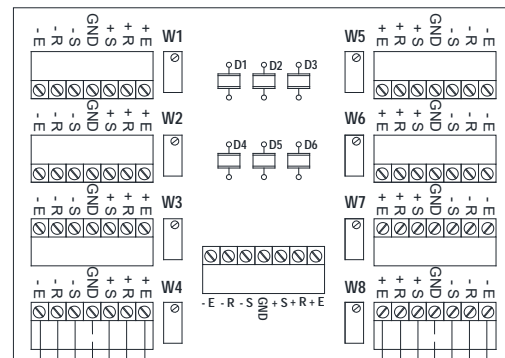 -E -R -S GND +S +R +E
W1
W5
+E +R +S GND -S -R -E
D1 D2 D3
-E -R -S GND +S +R +E
W2
W6
+E +R +S GND -S -R -E
D4 D5 D6
-E -R -S GND +S +R +E
W3
W7
+E +R +S GND -S -R -E
-E -R -S GND +S +R +E
W4
W8
+E +R +S GND -S -R -E
-E -R -S GND +S +R +E